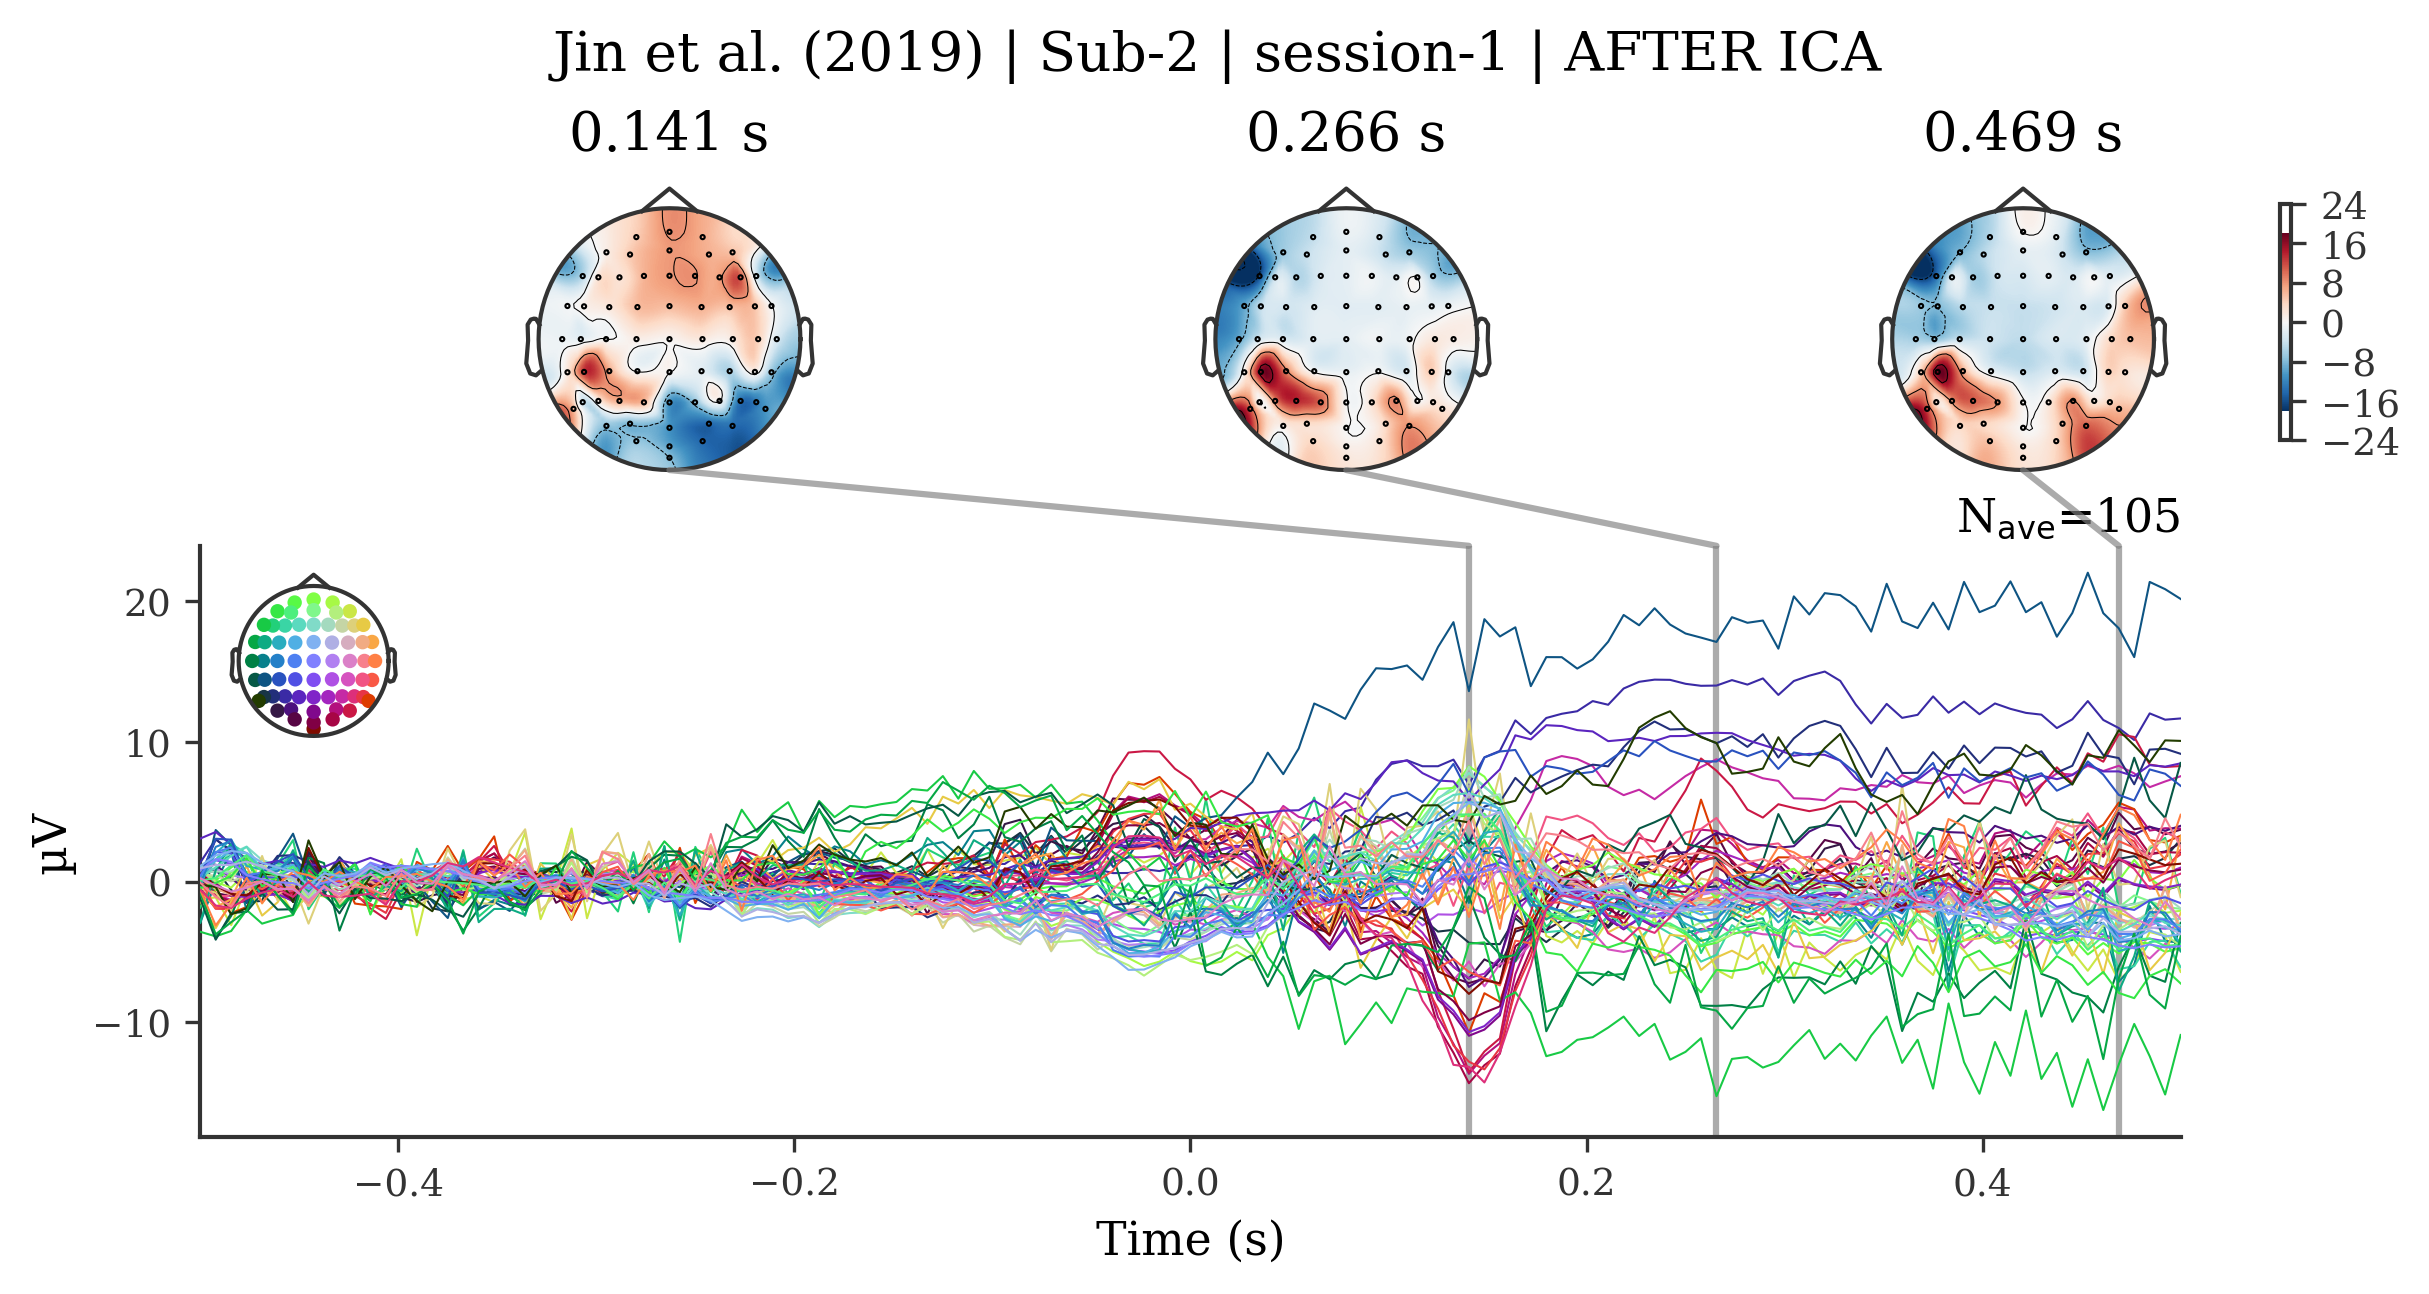 Jin et al. (2019) | Sub-2 | session-1 | AFTER ICA
0.141 s
0.266 s
0.469 s
24
16
8
0
−8
−16
−24
Nave=105
20
10
0
−10
µV
−0.4
−0.2
0.0
0.2
0.4
Time (s)